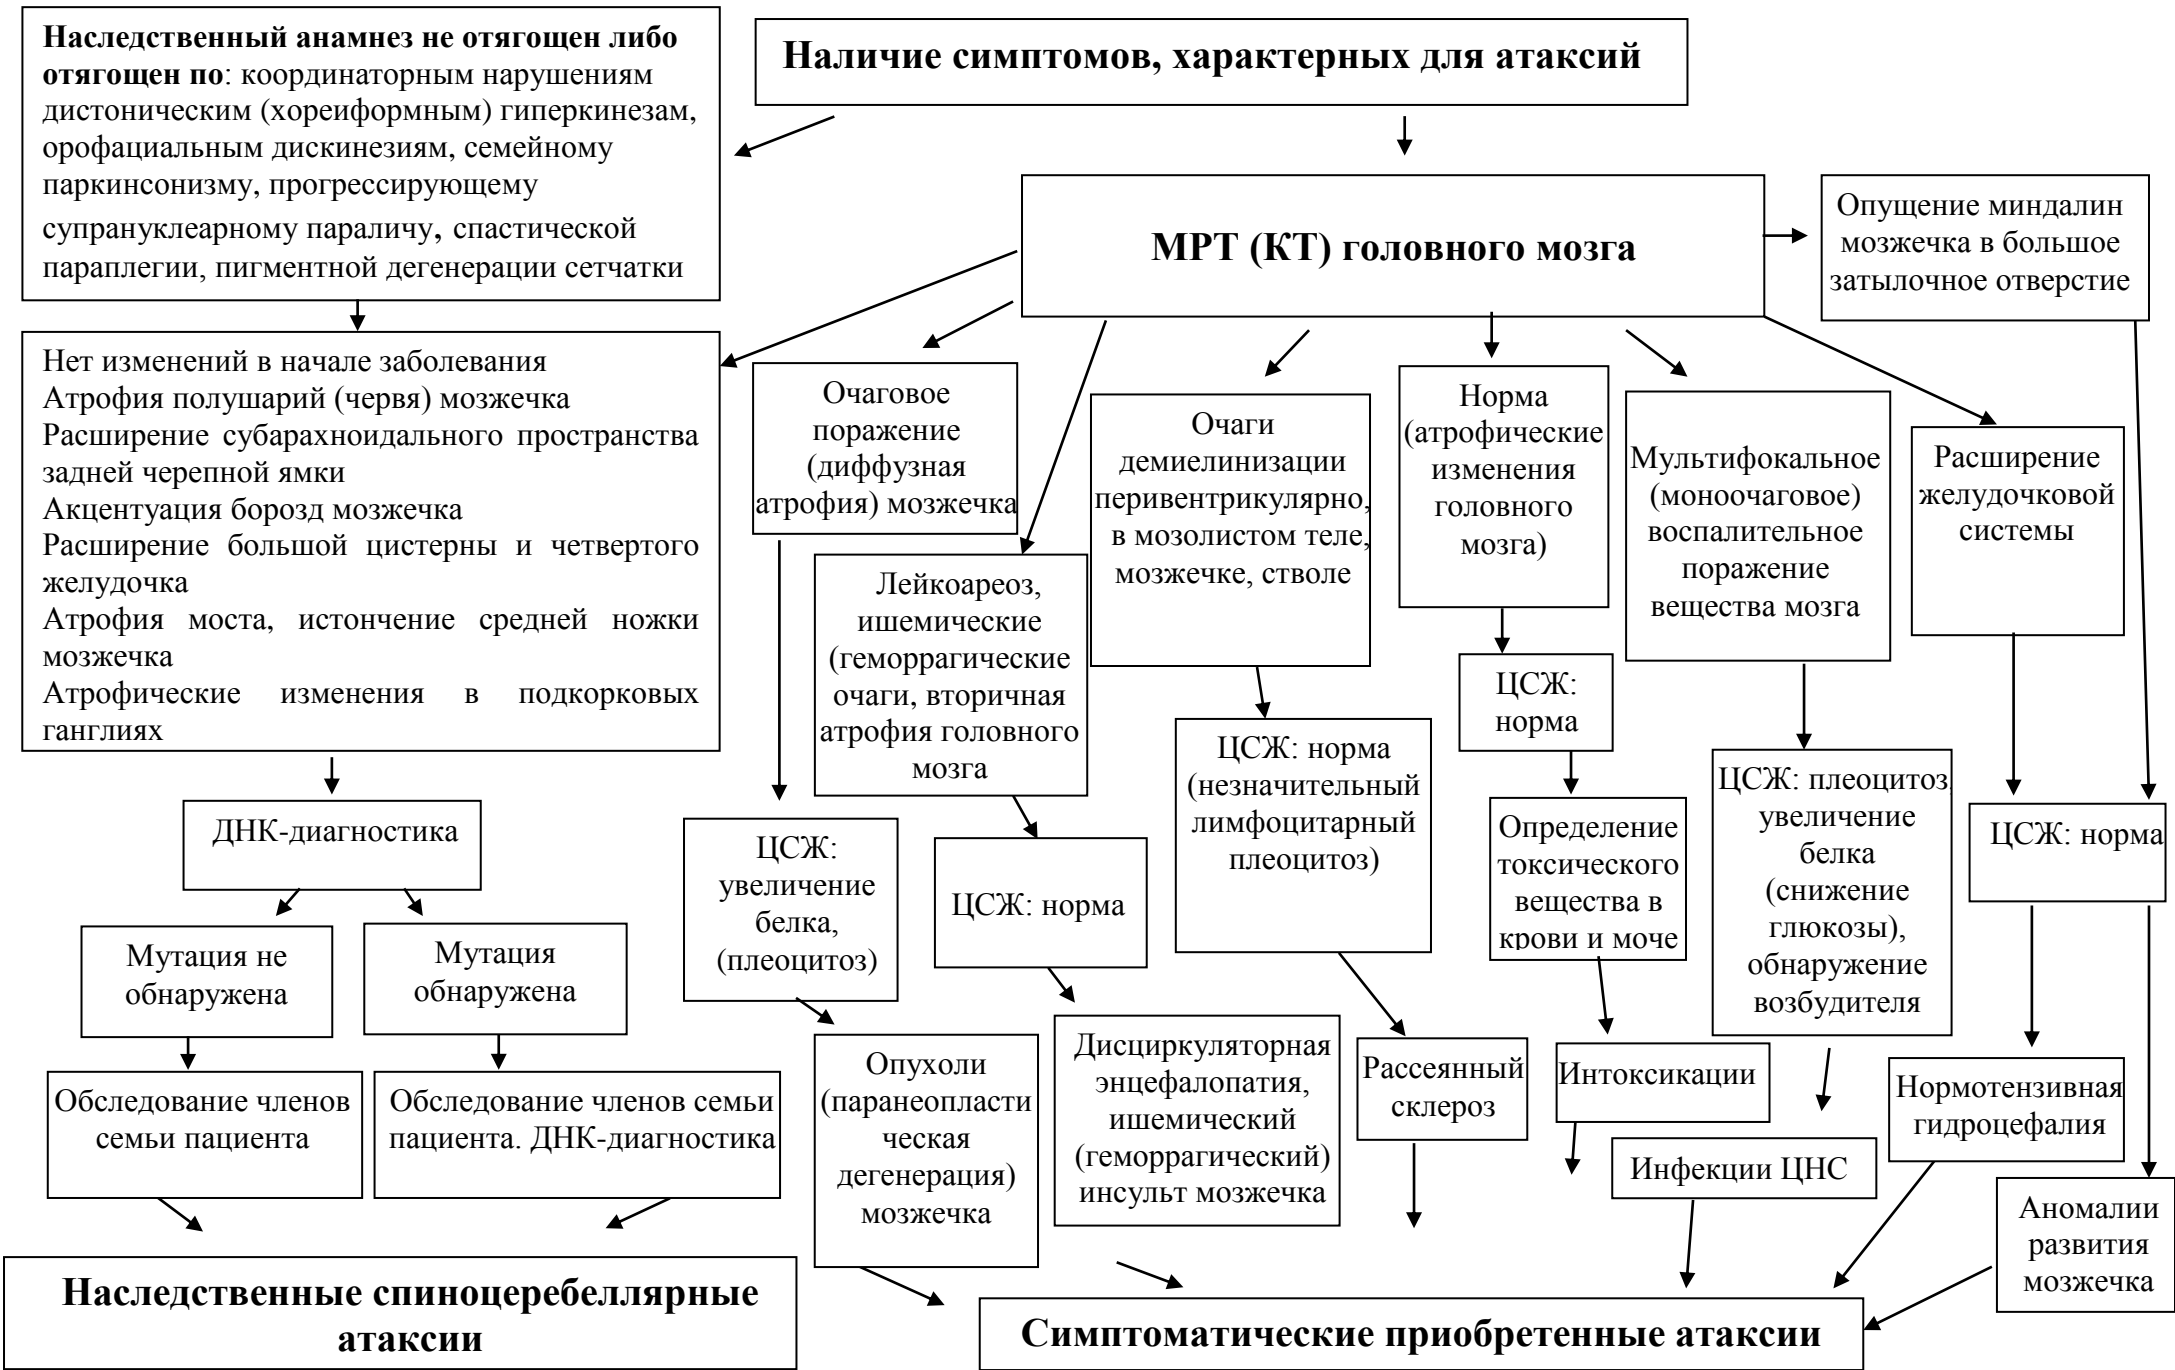 Наследственный анамнез не отягощен либо
отягощен по: координаторным нарушениям
дистоническим (хореиформным) гиперкинезам,
орофациальным дискинезиям, семейному
паркинсонизму, прогрессирующему
супрануклеарному параличу, спастической
параплегии, пигментной дегенерации сетчатки
Наличие симптомов, характерных для атаксий
МРТ (КТ) головного мозга
Опущение миндалин
мозжечка в большое
затылочное отверстие
Нет изменений в начале заболевания
Атрофия полушарий (червя) мозжечка
Расширение субарахноидального пространства
задней черепной ямки
Акцентуация борозд мозжечка
Расширение большой цистерны и четвертого
желудочка
Атрофия моста, истончение средней ножки
мозжечка
Атрофические изменения в подкорковых
ганглиях
Очаговое
поражение
(диффузная
атрофия) мозжечка
Лейкоареоз,
ишемические
(геморрагические
очаги, вторичная
атрофия головного
мозга
Очаги
демиелинизации
перивентрикулярно,
в мозолистом теле,
мозжечке, стволе
Норма
(атрофические
изменения
головного
мозга)
Мультифокальное
(моноочаговое)
воспалительное
поражение
вещества мозга
Расширение
желудочковой
системы
ДНК-диагностика
ЦСЖ:
увеличение
белка,
(плеоцитоз)
ЦСЖ: норма
ЦСЖ: норма
(незначительный
лимфоцитарный
плеоцитоз)
ЦСЖ:
норма
Определение
токсического
вещества в
крови и моче
ЦСЖ: плеоцитоз,
увеличение
белка
(снижение
глюкозы),
обнаружение
возбудителя
ЦСЖ: норма
Мутация не
обнаружена
Мутация
обнаружена
Обследование членов
семьи пациента
Обследование членов семьи
пациента. ДНК-диагностика
Опухоли
(паранеопласти
ческая
дегенерация)
мозжечка
Дисциркуляторная
энцефалопатия,
ишемический
(геморрагический)
инсульт мозжечка
Рассеянный
склероз
Интоксикации
Инфекции ЦНС
Нормотензивная
гидроцефалия
Аномалии
развития
мозжечка
Наследственные спиноцеребеллярные
атаксии
Симптоматические приобретенные атаксии